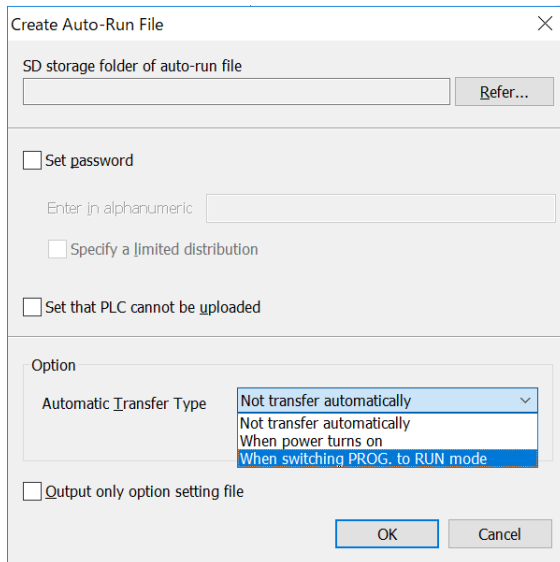 Create Auto-Run File
SD storage folder of auto-run file
Refer...
Set password
Enter in alphanumeric
Specify a limited distribution
Set that PLC cannot be uploaded
Option
Automatic Transfer Type
Not transfer automatically
Not transfer automatically
When power turns on
When switching PROG. to RUN mode
Output only option setting file
OK
Cancel